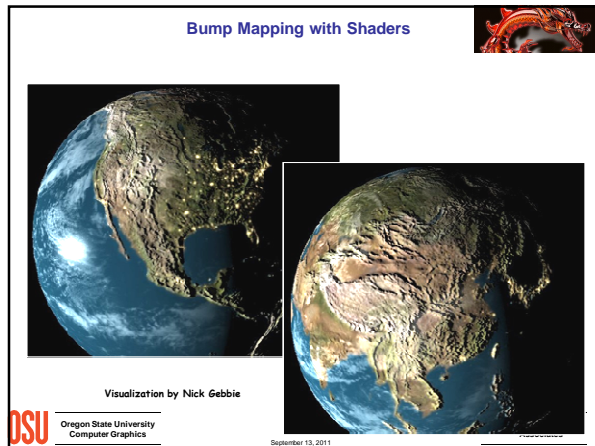 Bump Mapping with Shaders
Visualization by Nick Gebbie
OSU
Oregon State University
Computer Graphics
September 13, 2011